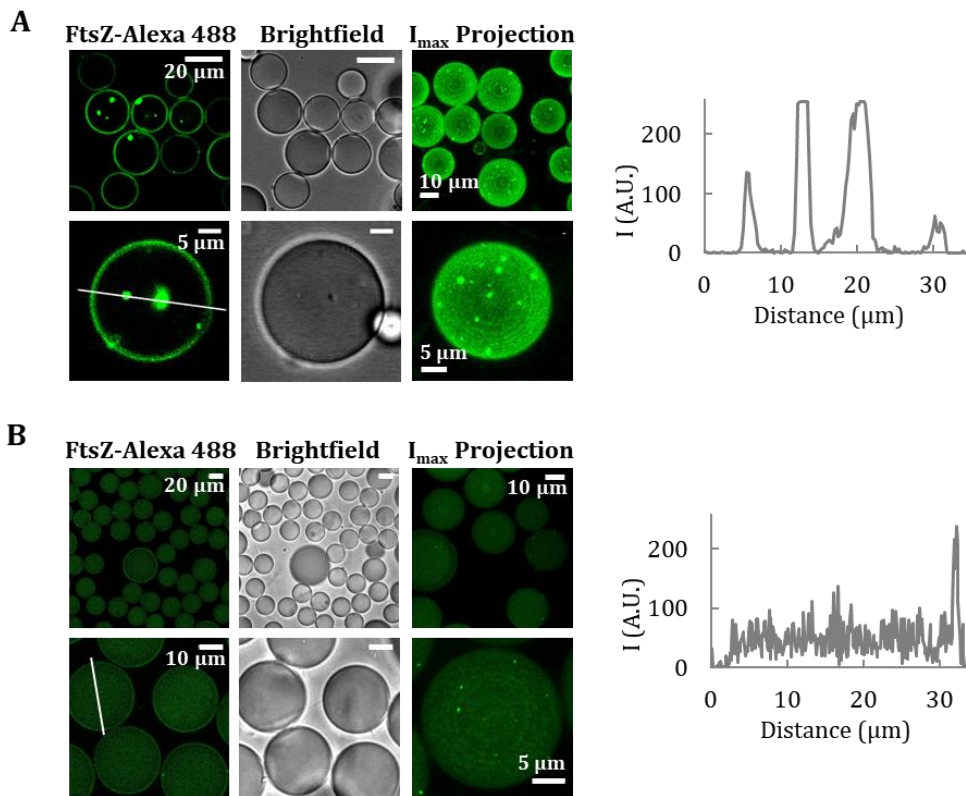 A
FtsZ-Alexa 488 Brightfield Imax Projection
20 µm
10 µm
5 µm
5 µm
I (A.U.)
200
100
0
0 10 20 30
Distance (µm)
B
FtsZ-Alexa 488 Brightfield Imax Projection
20 µm
10 µm
10 µm
5 µm
I (A.U.)
200
100
0
0 10 20 30
Distance (µm)